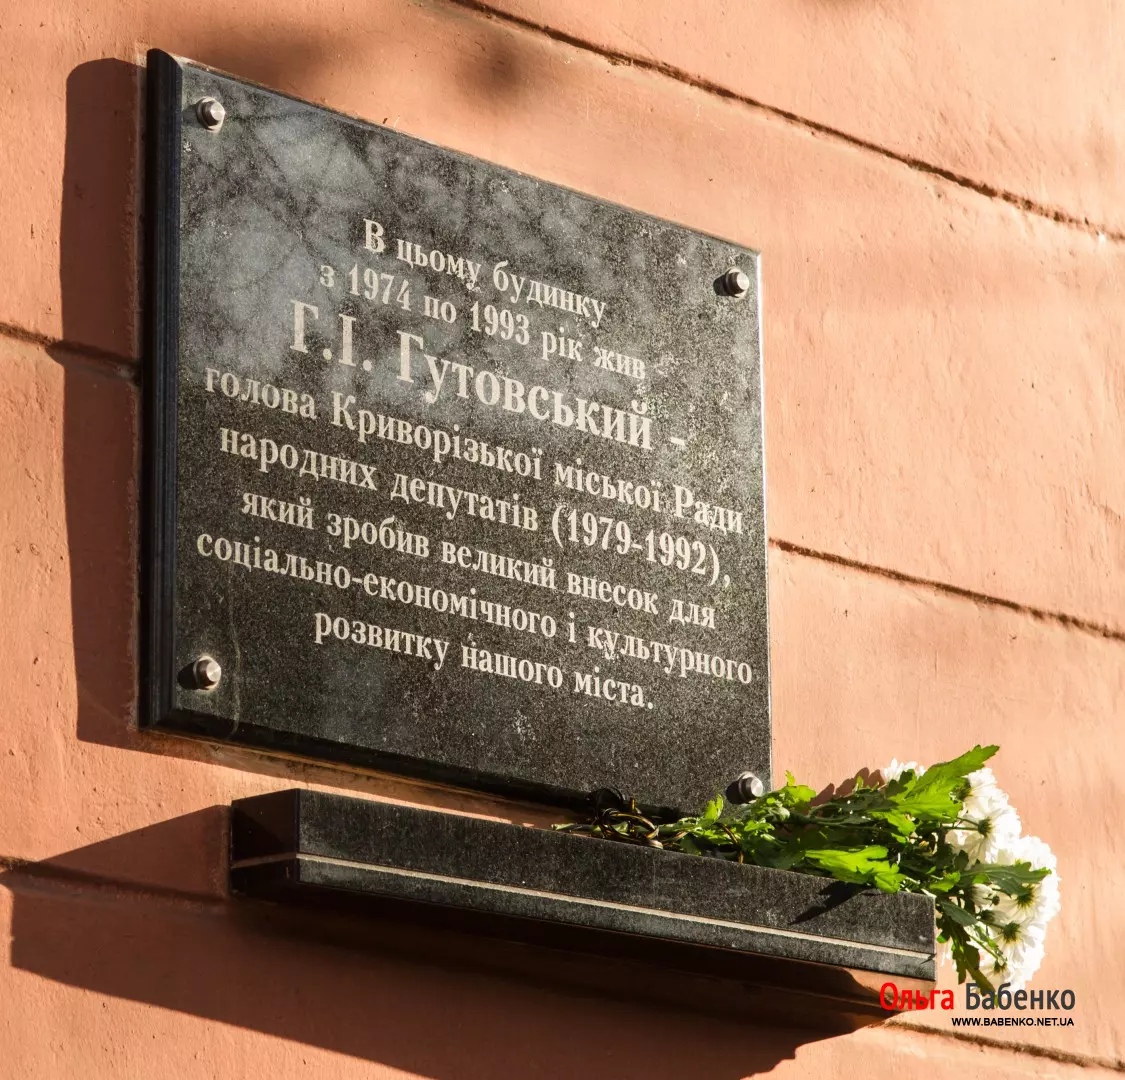 В цьому будинку
з 1974 по 1993 рік жив
Г.І. Гутовський -
голова Криворізької міської Ради
народних депутатів (1979-1992),
який зробив великий внесок для
соціально-економічного і культурного
розвитку нашого міста.
Ольга Бабенко
WWW.BABENKO.NET.UA